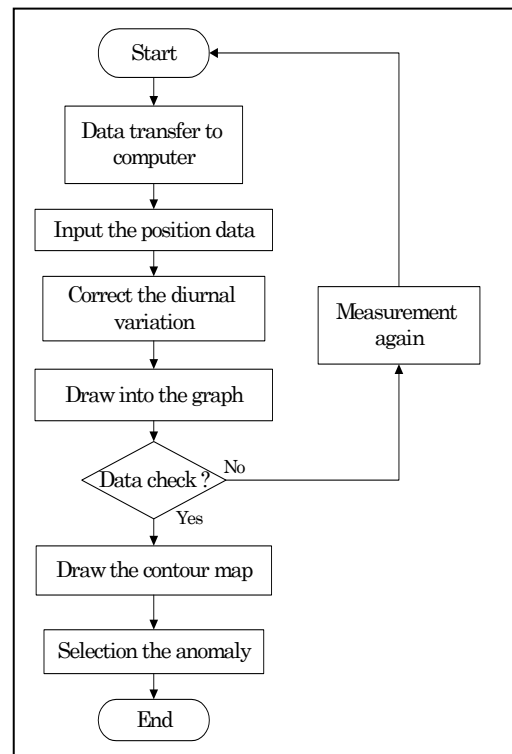 Start
Data transfer to
computer
Input the position data
Correct the diurnal
variation
Measurement
again
Draw into the graph
Data check ?
No
Yes
Draw the contour map
Selection the anomaly
End